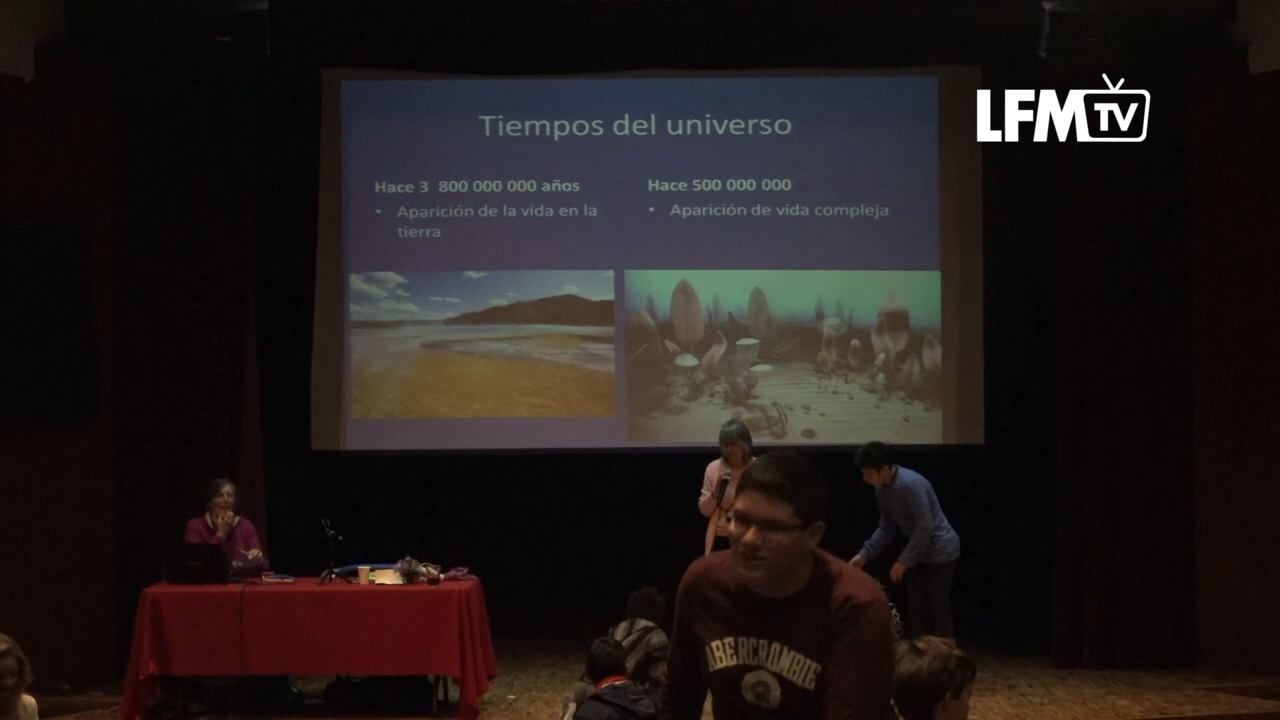 LFM TV
Tiempos del universo
Hace 3 800 000 000 años
• Aparición de la vida en la
tierra
Hace 500 000 000
• Aparición de vida compleja
ABERCROMBIE